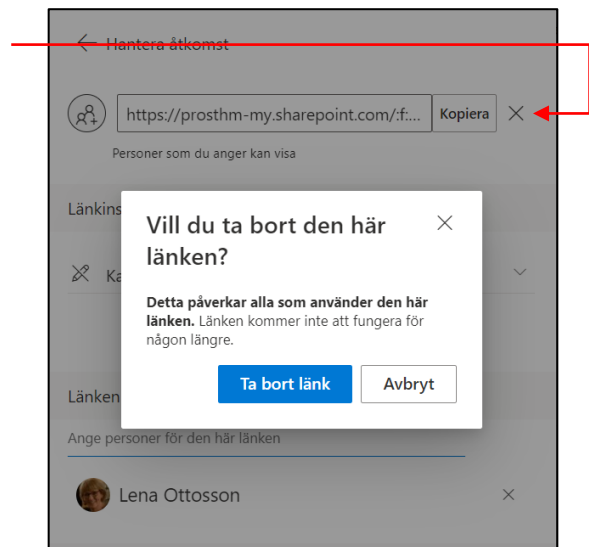 Hantera åtkomst
https://prosthm-my.sharepoint.com/:f:... Kopiera
Personer som du anger kan visa
Länkins
Vill du ta bort den här
länken?
Ka
Detta påverkar alla som använder den här
länken. Länken kommer inte att fungera för
någon längre.
Ta bort länk Avbryt
Länken
Ange personer för den här länken
Lena Ottosson